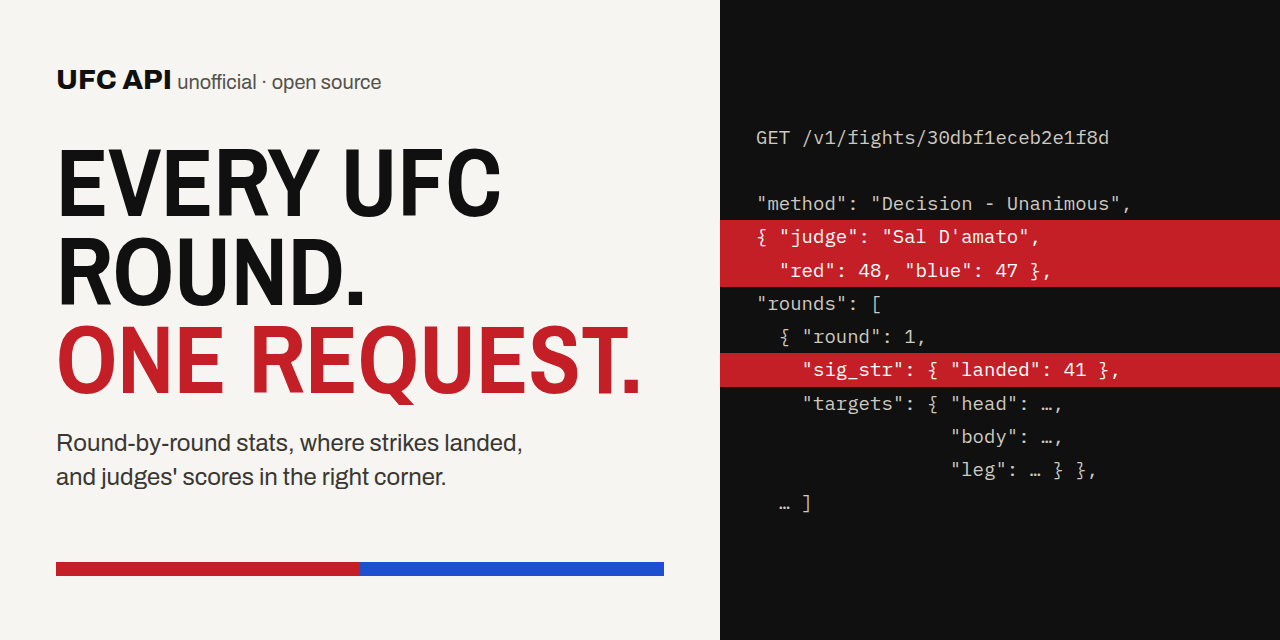 UFC API unofficial · open source
EVERY UFC
ROUND.
ONE REQUEST.
Round-by-round stats, where strikes landed,
and judges' scores in the right corner.
GET /v1/fights/30dbf1eceb2e1f8d
"method": "Decision - Unanimous",
{ "judge": "Sal D'amato",
"red": 48, "blue": 47 },
"rounds": [
{ "round": 1,
"sig_str": { "landed": 41 },
"targets": { "head": …,
"body": …,
"leg": … } },
… ]